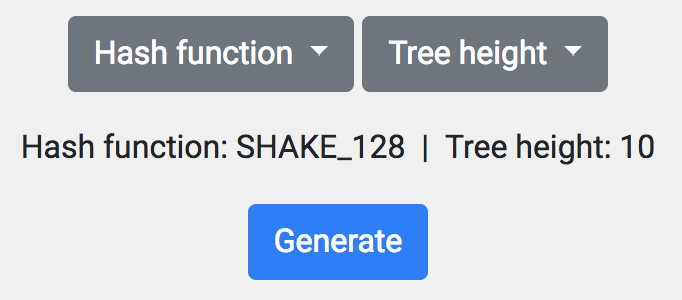 Hash function Tree height
Hash function: SHAKE_128 | Tree height: 10
Generate